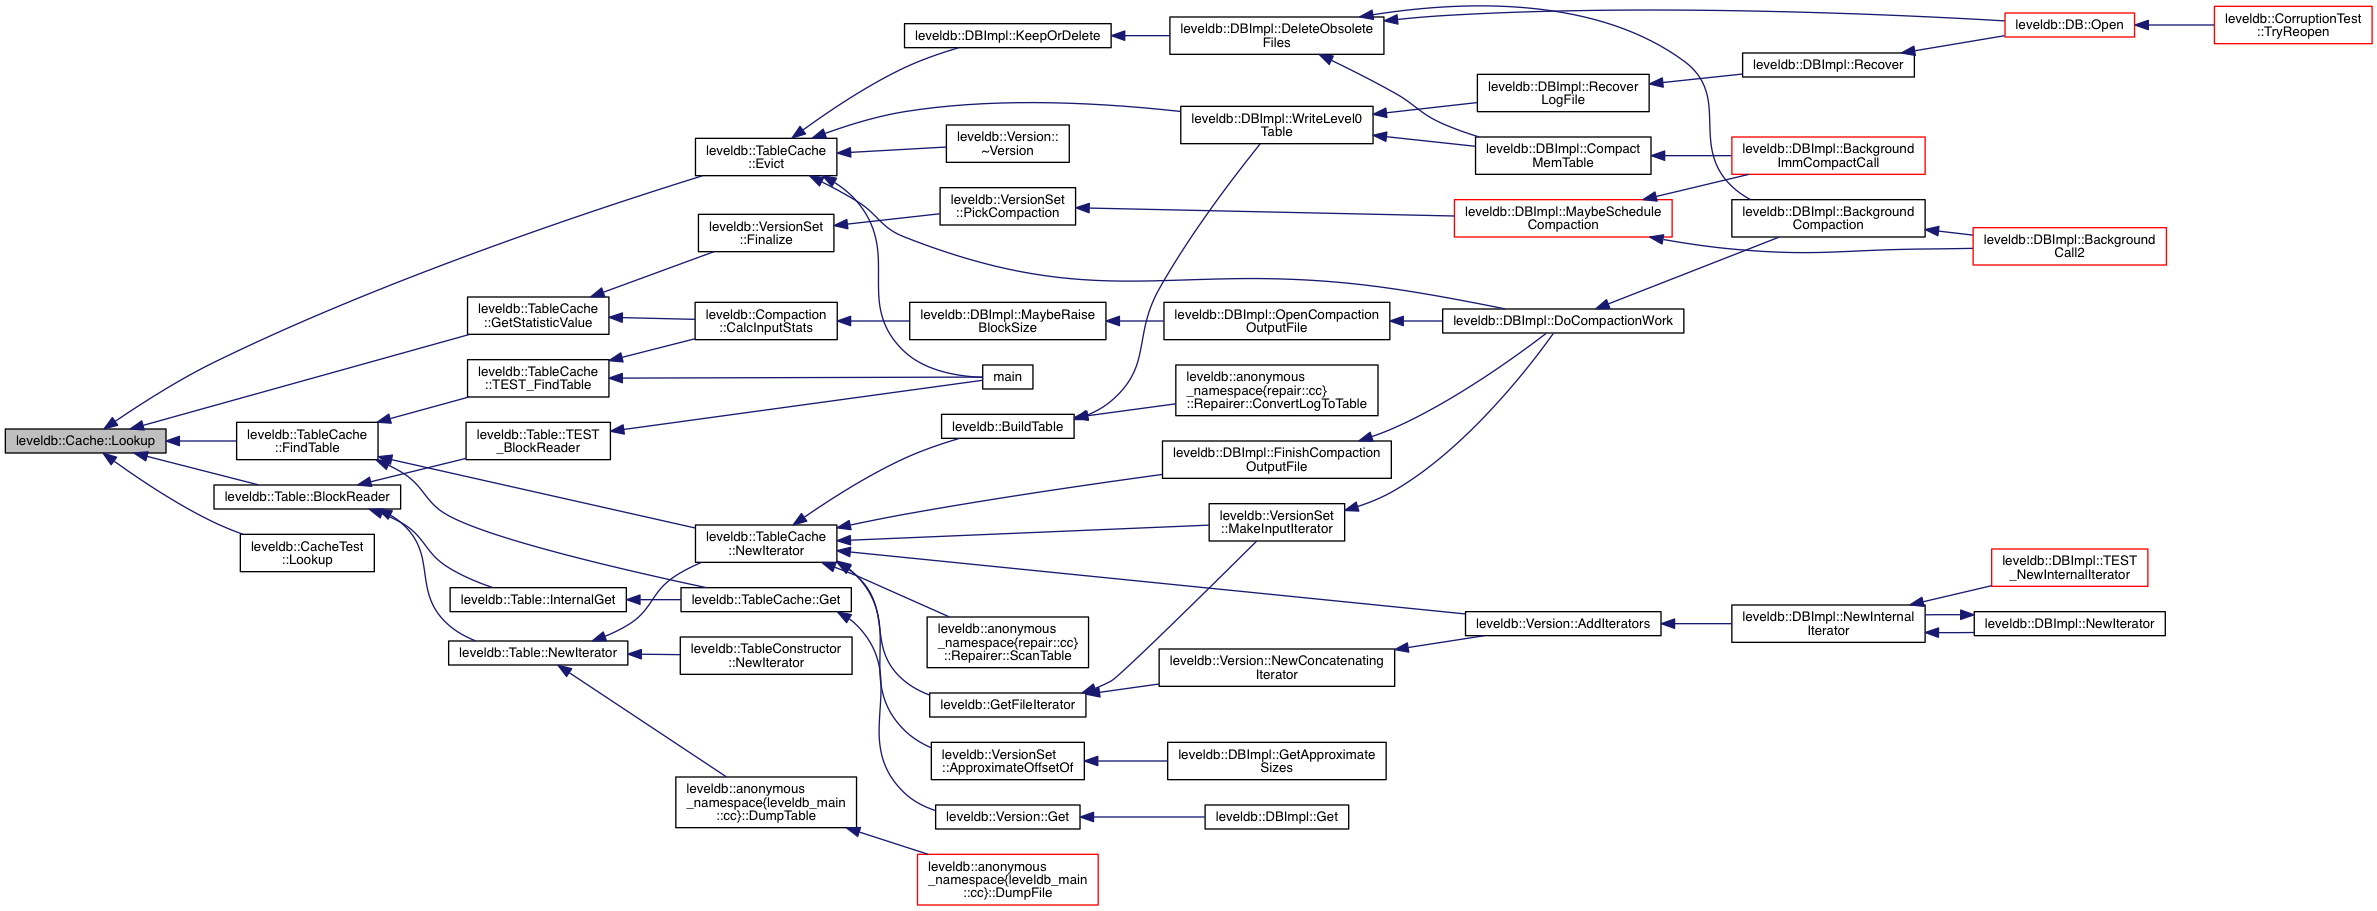 leveldb::Cache::Lookup
leveldb::TableCache
::FindTable
leveldb::Table::BlockReader
leveldb::CacheTest
::Lookup
leveldb::TableCache
::GetStatisticValue
leveldb::TableCache
::TEST_FindTable
leveldb::Table::TEST
_BlockReader
leveldb::Table::InternalGet
leveldb::Table::NewIterator
leveldb::TableCache
::Evict
leveldb::VersionSet
::Finalize
leveldb::Compaction
::CalcInputStats
leveldb::TableCache
::NewIterator
leveldb::TableCache::Get
leveldb::TableConstructor
::NewIterator
leveldb::anonymous
_namespace{leveldb_main
::cc}::DumpTable
leveldb::DBImpl::KeepOrDelete
leveldb::Version::
~Version
leveldb::VersionSet
::PickCompaction
leveldb::DBImpl::MaybeRaise
BlockSize
main
leveldb::BuildTable
leveldb::anonymous
_namespace{repair::cc}
::Repairer::ScanTable
leveldb::GetFileIterator
leveldb::VersionSet
::ApproximateOffsetOf
leveldb::Version::Get
leveldb::anonymous
_namespace{leveldb_main
::cc}::DumpFile
leveldb::DBImpl::DeleteObsolete
Files
leveldb::DBImpl::WriteLevel0
Table
leveldb::DBImpl::OpenCompaction
OutputFile
leveldb::anonymous
_namespace{repair::cc}
::Repairer::ConvertLogToTable
leveldb::DBImpl::FinishCompaction
OutputFile
leveldb::VersionSet
::MakeInputIterator
leveldb::Version::NewConcatenating
Iterator
leveldb::DBImpl::GetApproximate
Sizes
leveldb::DBImpl::Get
leveldb::DBImpl::Recover
LogFile
leveldb::DBImpl::Compact
MemTable
leveldb::DBImpl::MaybeSchedule
Compaction
leveldb::DBImpl::DoCompactionWork
leveldb::Version::AddIterators
leveldb::DBImpl::Recover
leveldb::DBImpl::Background
ImmCompactCall
leveldb::DBImpl::Background
Compaction
leveldb::DBImpl::NewInternal
Iterator
leveldb::DB::Open
leveldb::DBImpl::Background
Call2
leveldb::DBImpl::TEST
_NewInternalIterator
leveldb::DBImpl::NewIterator
leveldb::CorruptionTest
::TryReopen